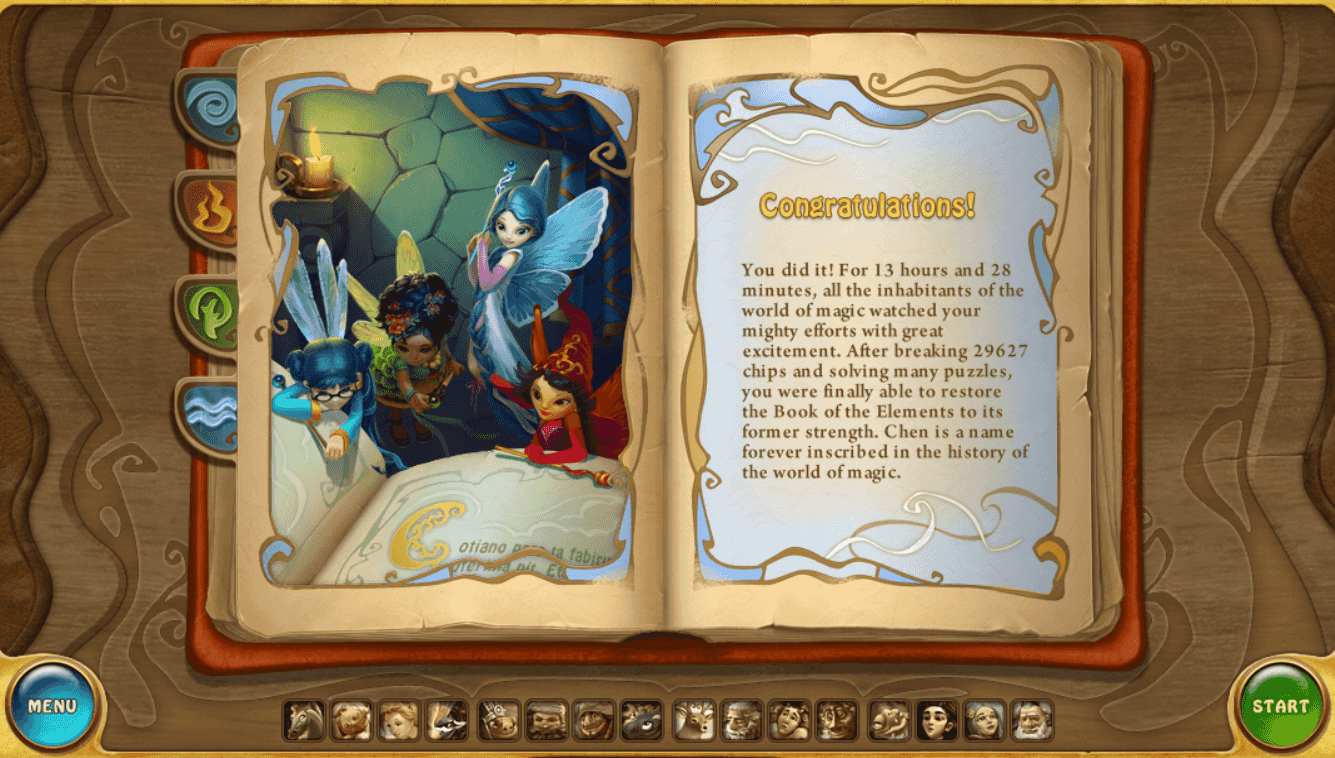 Congratulations!
You did it! For 13 hours and 28
minutes, all the inhabitants of the
world of magic watched your
mighty efforts with great
excitement. After breaking 29627
chips and solving many puzzles,
you were finally able to restore
the Book of the Elements to its
former strength. Chen is a name
forever inscribed in the history of
the world of magic.
C
otiano
MENU
START